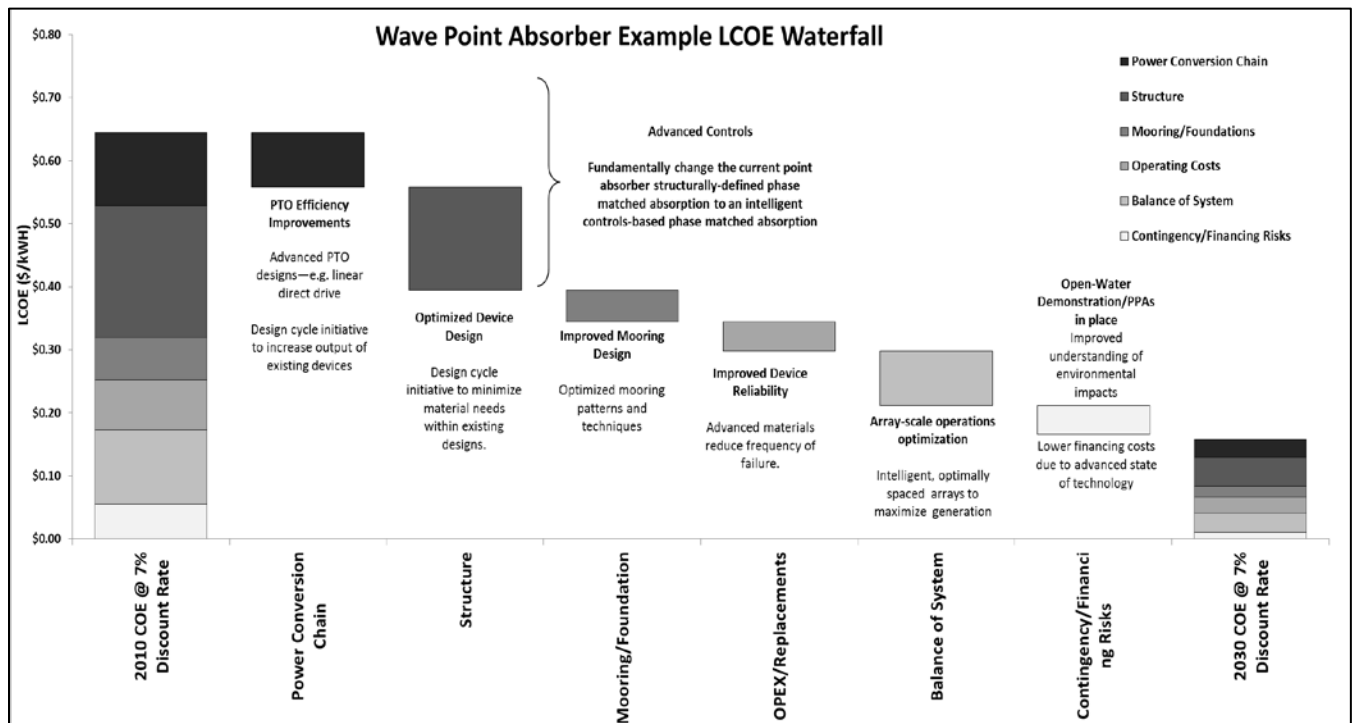 Wave Point Absorber Example LCOE Waterfall
$0.80
$0.70
$0.60
$0.50
$0.40
$0.30
$0.20
$0.10
$0.00
LCOE ($/kWH)
Power Conversion Chain
Structure
Mooring/Foundations
Operating Costs
Balance of System
Contingency/Financing Risks
Advanced Controls
Fundamentally change the current point
absorber structurally-defined phase
matched absorption to an intelligent
controls-based phase matched absorption
PTO Efficiency
Improvements
Advanced PTO
designs—e.g. linear
direct drive
Design cycle initiative
to increase output of
existing devices
Optimized Device
Design
Design cycle
initiative to minimize
material needs
within existing
designs.
Improved Mooring
Design
Optimized mooring
patterns and
techniques
Improved Device
Reliability
Advanced materials
reduce frequency of
failure.
Array-scale operations
optimization
Intelligent, optimally
spaced arrays to
maximize generation
Open-Water
Demonstration/PPAs
in place
Improved
understanding of
environmental
impacts
Lower financing costs
due to advanced state
of technology
2010 COE @ 7%
Discount Rate
Power Conversion
Chain
Structure
Mooring/Foundation
OPEX/Replacements
Balance of System
Contingency/Financi
ng Risks
2030 COE @ 7%
Discount Rate